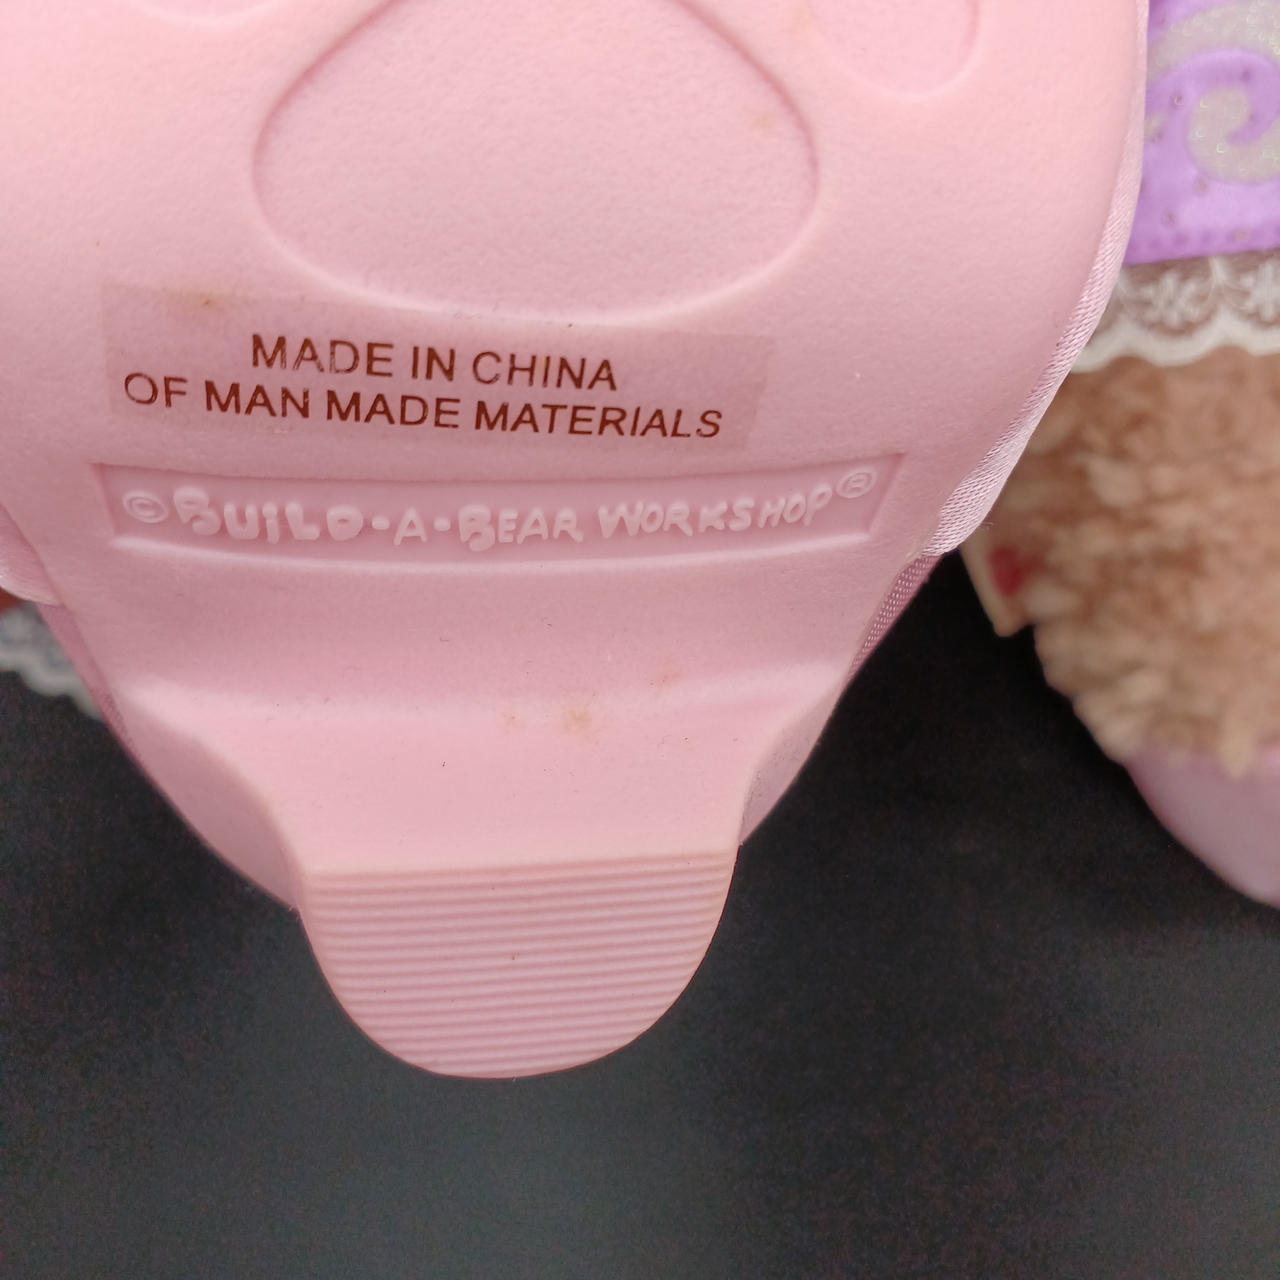 MADE IN CHINA
OF MAN MADE MATERIALS
© BUiLD•A•BEAR WORKSHOP®